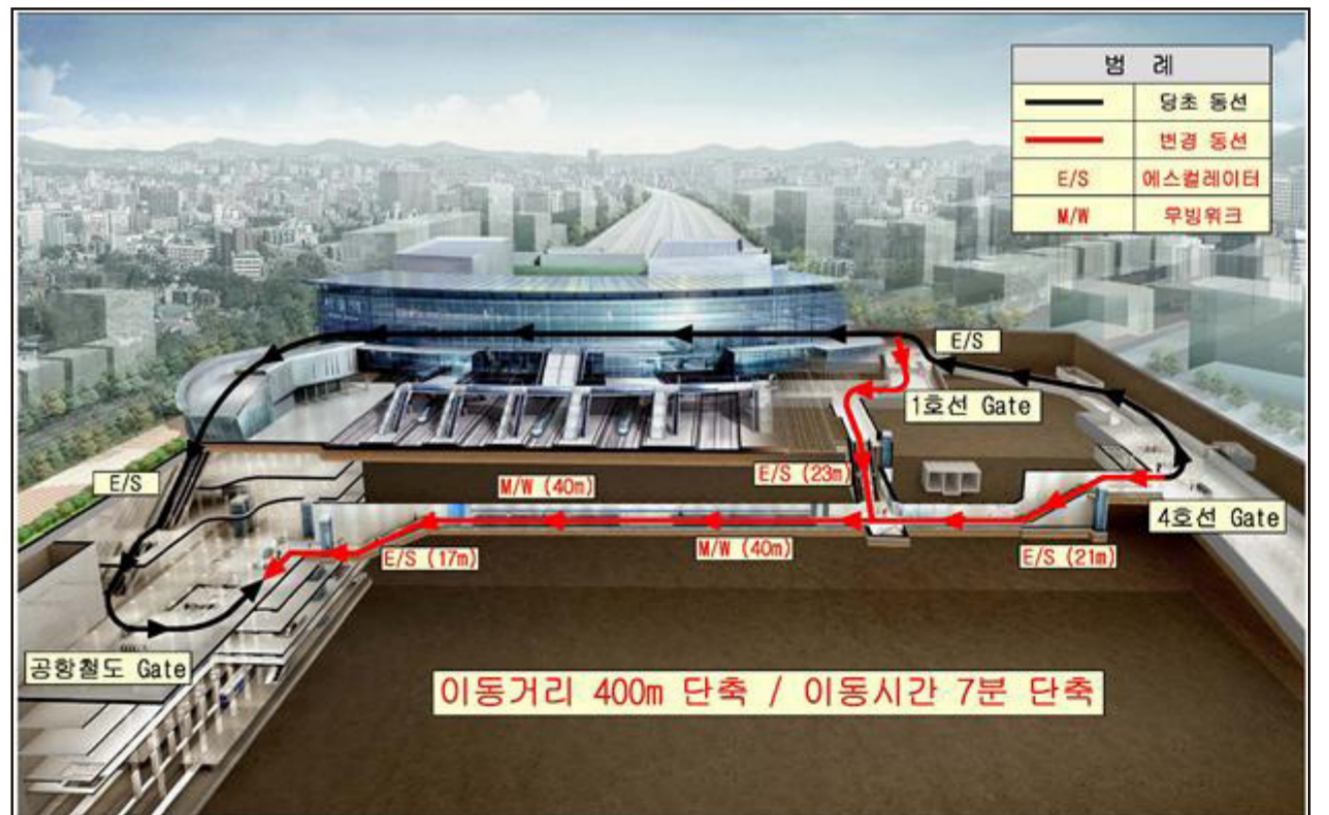 범 례
당초 동선
변경 동선
E/S 에스컬레이터
M/W 무빙워크
E/S
1호선 Gate
E/S
E/S (23m)
M/W (40m)
4호선 Gate
M/W (40m)
E/S (17m)
E/S (21m)
공항철도 Gate
이동거리 400m 단축 / 이동시간 7분 단축